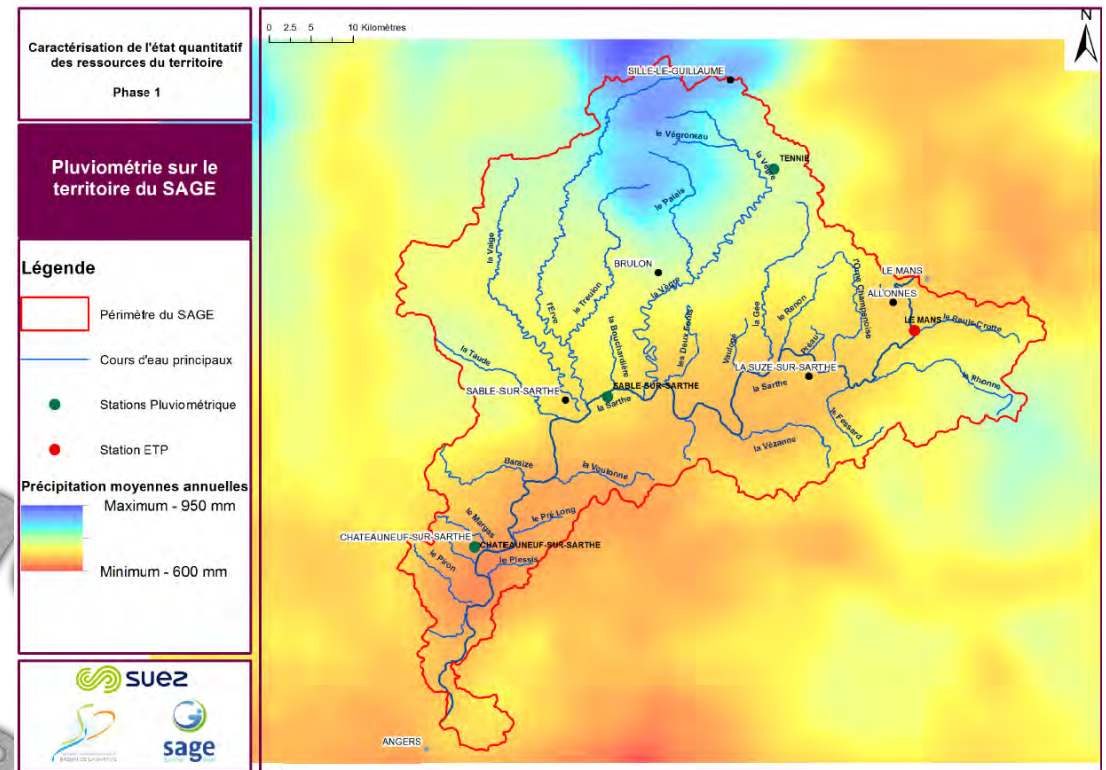 Caractérisation de l'état quantitatif
des ressources du territoire
Phase 1
Pluviométrie sur le
territoire du SAGE
Légende
Périmètre du SAGE
Cours d'eau principaux
Stations Pluviométrique
Station ETP
Précipitation moyennes annuelles
Maximum - 950 mm
Minimum - 600 mm
suez
sage
0 2.5 5 10 Kilomètres
N
SILLE-LE-GUILLAUME
le Végroneau
TENNIE
la Vègre
le Palais
la Vaige
BRULON
l'Erve
le Treulon
la Vègre
l'Orne Champenoise
LE MANS
ALLONNES
la Gée
le Renon
LE MANS
la Bouchardière
les Deux Fonts
Vauloge
Préau
la Taude
LA SUZE-SUR-SARTHE
la Sarthe
le Rhonne
SABLE-SUR-SARTHE
SABLE-SUR-SARTHE
la Sarthe
le Fessard
la Vézanne
Baraize
la Voutonne
le Margas
le Pré Long
CHATEAUNEUF-SUR-SARTHE
CHATEAUNEUF-SUR-SARTHE
le Piron
le Plessis
ANGERS